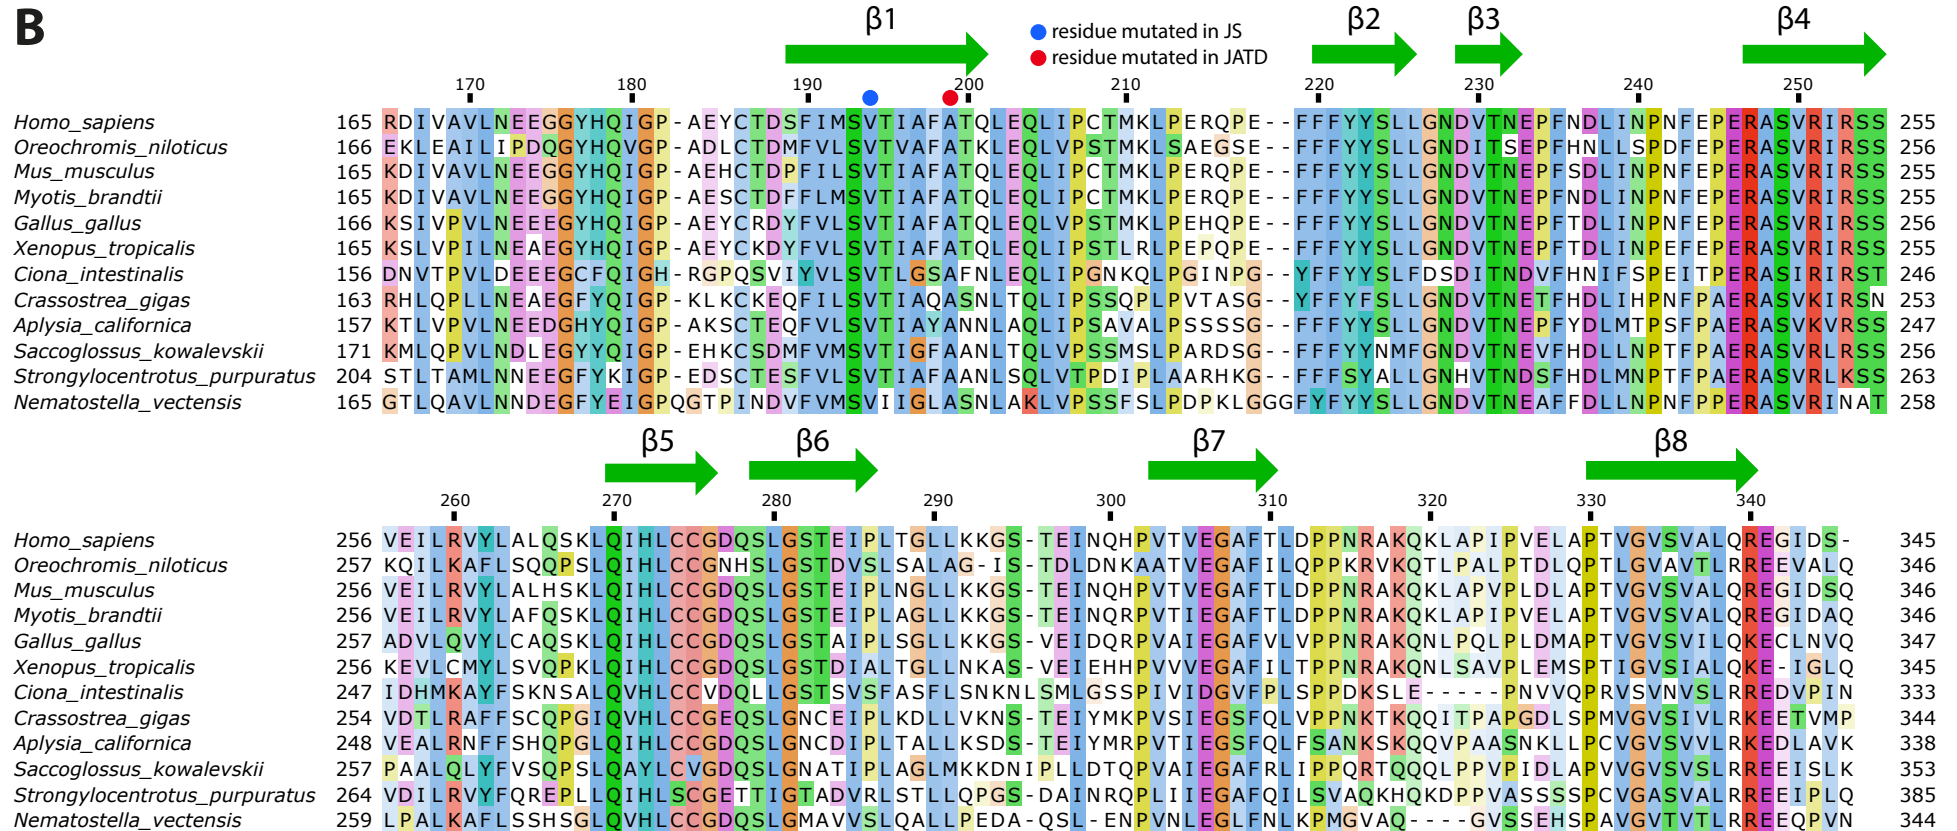 B
β1 β2 β3 β4
residue mutated in JS
residue mutated in JATD
170 180 190 200 210 220 230 240 250
Homo_sapiens 165 RDIVAVLNEEGGYHQIGP-AEYCTDSFIMSVTIAFATQLEQLIPCTMKLPERQPE--FFFYYSLLGNDVTNEPFNDLINPNFEPERASVRIRSS 255
Oreochromis_niloticus 166 EKLEAILIPDQGYHQVGP-ADLCTDMFVLSVTVAFATKLEQLVPSTMKLSAEGSE--FFFYYSLLGNDITSEPFHNLLSPDFEPERASVRIRSS 256
Mus_musculus 165 KDIVAVLNEEGGYHQIGP-AEHCTDPFILSVTIAFATQLEQLIPCTMKLPERQPE--FFFYYSLLGNDVTNEPFSDLINPNFEPERASVRIRSS 255
Myotis_brandtii 165 KDIVAVLNEEGGYHQIGP-AESCTDFFLMSVTIAFATQLEQLIPCTMKLPERQPE--FFFYYSLLGNDVTNEPFNDLINPNFEPERASVRIRSS 255
Gallus_gallus 166 KSIVPVLNEEEGYHQIGP-AEYCRDYFVLSVTIAFATQLEQLVPSTMKLPEHQPE--FFFYYSLLGNDVTNEPFTDLINPNFEPERASVRIRSS 256
Xenopus_tropicalis 165 KSLVPILNEAEGYHQIGP-AEYCKDYFVLSVTIAFATQLEQLIPSTLRLPEPQPE--FFFYYSLLGNDVTNEPFTDLINPEFEPERASVRIRSS 255
Ciona_intestinalis 156 DNVTPVLDEEEGCFQIGH-RGPQSVIYVLSVTLGSAFNLEQLIPGNKQLPGINPG--YFFYYSLFDSDITNDVFHNIFSPEITPERASIRIRST 246
Crassostrea_gigas 163 RHLQPLLNEAEGFYQIGP-KLKCKEQFILSVTIAQASNLTQLIPSSQPLPVTASG--YFFYFSLLGNDVTNETFHDLIHPNFPAERASVKIRSN 253
Aplysia_californica 157 KTLVPVLNEEDGHYQIGP-AKSCTEQFVLSVTIAYANNLAQLIPSAVALPSSSSG--FFFYYSLLGNDVTNEPFYDLMTPSFPAERASVKVRSS 247
Saccoglossus_kowalevskii 171 KMLQPVLNDLEGYYQIGP-EHKCSDMFVMSVTIGFAANLTQLVPSSMSLPARDSG--FFFYYNMFGNDVTNEVFHDLLNPTFPAERASVRLRSS 256
Strongylocentrotus_purpuratus 204 STLTAMLNNEEGFYKIGP-EDSCTESFVLSVTIAFAANLSQLVTPDIPLAARHKG--FFFSYALLGNHVTNDSFHDLMNPTFPAERASVRLKSS 263
Nematostella_vectensis 165 GTLQAVLNNDEGFYEIGPQGTPINDVFVMSVIIGLASNLAKLVPSSFSLPDPKLGGGFYFYYSLLGNDVTNEAFFDLLNPNFPPERASVRINAT 258
β5 β6 β7 β8
260 270 280 290 300 310 320 330 340
Homo_sapiens 256 VEILRVYLALQSKLQIHLCCGDQSLGSTEIPLTGLLKKGS-TEINQHPVTVEGAFTLDPPNRAKQKLAPIPVELAPTVGVSVALQREGIDS- 345
Oreochromis_niloticus 257 KQILKAFLSQQPSLQIHLCCGNHSLGSTDVSLSALAG-IS-TDLDNKAATVEGAFILQPPKRVKQTLPALPTDLQPTLGVAVTLRREEVALQ 346
Mus_musculus 256 VEILRVYLALHSKLQIHLCCGDQSLGSTEIPLNGLLKKGS-TEINQHPVTIEGAFTLDPPNRAKQKLAPVPLDLAPTVGVSVALQREGIDSQ 346
Myotis_brandtii 256 VEILRVYLAFQSKLQIHLCCGDQSLGSTEIPLAGLLKKGS-TEINQRPVTIEGAFTLDPPNRAKQKLAPIPVELAPTVGVSVALQREGIDAQ 346
Gallus_gallus 257 ADVLQVYLCAQSKLQIHLCCGDQSLGSTAIPLSGLLKKGS-VEIDQRPVAIEGAFVLVPPNRAKQNLPQLPLDMAPTVGVSVILQKECLNVQ 347
Xenopus_tropicalis 256 KEVLCMYLSVQPKLQIHLCCGDQSLGSTDIALTGLLNKAS-VEIEHHPVVVEGAFILTPPNRAKQNLSAVPLEMSPTIGVSIALQKE-IGLQ 345
Ciona_intestinalis 247 IDHMKAYFSKNSALQVHLCCVDQLLGSTSVSFASFLSNKNLSMLGSSPIVIDGVFPLSPPDKSLE-----PNVVQPRVSVNVSLRREDVPIN 333
Crassostrea_gigas 254 VDTLRAFFSCQPGIQVHLCCGEQSLGNCEIPLKDLLVKNS-TEIYMKPVSIEGSFQLVPPNKTKQQITPAPGDLSPMVGVSIVLRKEETVMP 344
Aplysia_californica 248 VEALRNFFSHQPGLQIHLCCGDQSLGNCDIPLTALLKSDS-TEIYMRPVTIEGSFQLFSANKSKQQVPAASNKLLPCVGVSVVLRKEDLAVK 338
Saccoglossus_kowalevskii 257 PAALQLYFVSQPSLQAYLCVGDQSLGNATIPLAGLMKKDNIPLLDTQPVAIEGAFRLIPPQRTQQQLPPVPIDLAPVVGVSVSLRREEISLK 353
Strongylocentrotus_purpuratus 264 VDILRVYFQREPLLQIHLSCGETTIGTADVRLSTLLQPGS-DAINRQPLIIEGAFQILSVAQKHQKDPPVASSSSPCVGASVALRREEIPLQ 385
Nematostella_vectensis 259 LPALKAFLSSHSGLQVHLCCGDQSLGMAVVSLQALLPEDA-QSL-ENPVNLEGLFNLKPMGVAQ----GVSSEHSPAVGVTVTLRREEQPVN 344